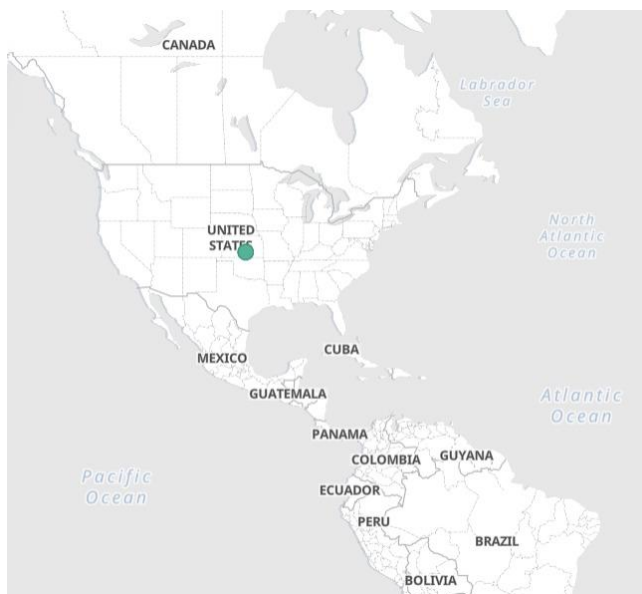 CANADA
Labrador
Sea
UNITED
STATES
North
Atlantic
Ocean
MEXICO
CUBA
GUATEMALA
Atlantic
Ocean
PANAMA
COLOMBIA
GUYANA
Pacific
Ocean
ECUADOR
PERU
BRAZIL
BOLIVIA